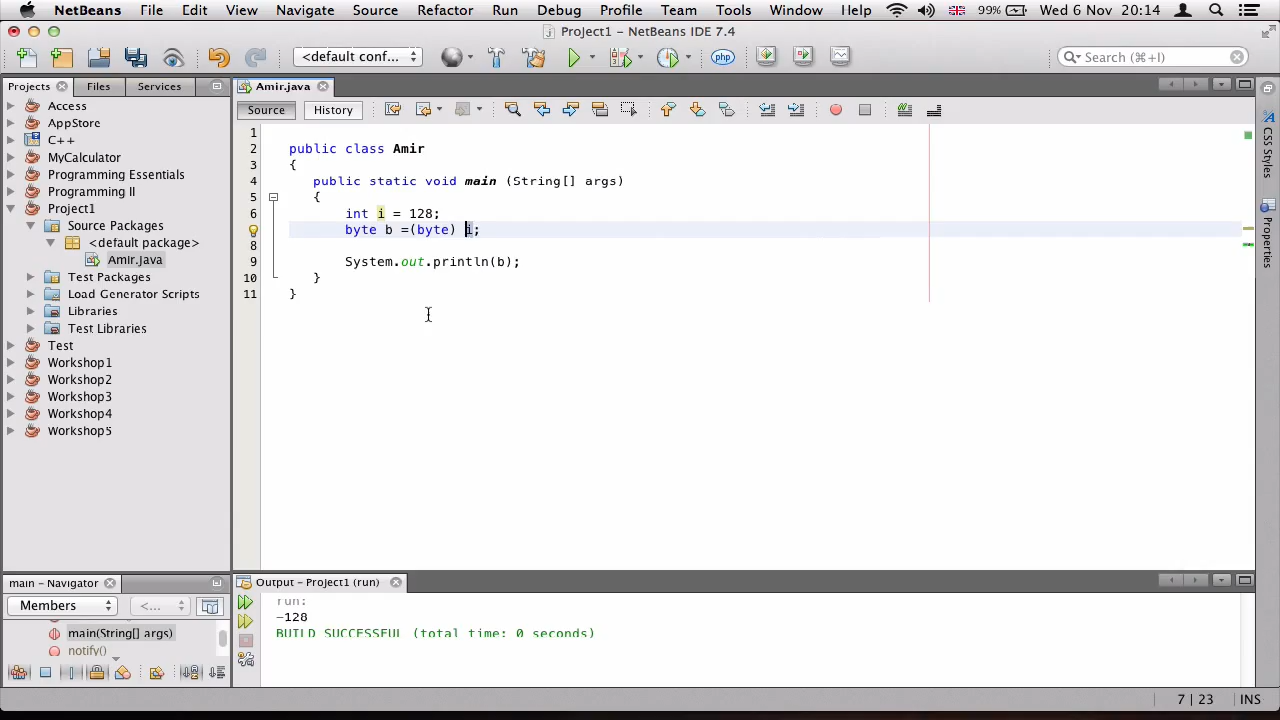 NetBeans File Edit View Navigate Source Refactor Run Debug Profile Team Tools Window Help 99% Wed 6 Nov 20:14
Project1 – NetBeans IDE 7.4
<default conf... php Search (⌘+I)
Projects Files Services
Access
AppStore
C++
MyCalculator
Programming Essentials
Programming II
Project1
Source Packages
<default package>
Amir.java
Test Packages
Load Generator Scripts
Libraries
Test Libraries
Test
Workshop1
Workshop2
Workshop3
Workshop4
Workshop5
Amir.java
Source History
1
2 public class Amir
3 {
4 public static void main (String[] args)
5 {
6 int i = 128;
7 byte b =(byte) i;
8
9 System.out.println(b);
10 }
11 }
CSS Styles
Properties
main – Navigator
Members <...
main(String[] args)
notify()
Output – Project1 (run)
run:
-128
BUILD SUCCESSFUL (total time: 0 seconds)
7 | 23 INS